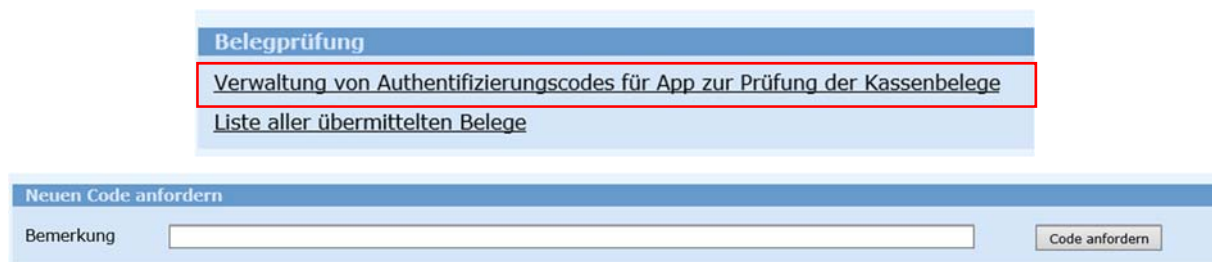 Belegprüfung
Verwaltung von Authentifizierungscodes für App zur Prüfung der Kassenbelege
Liste aller übermittelten Belege
Neuen Code anfordern
Bemerkung Code anfordern